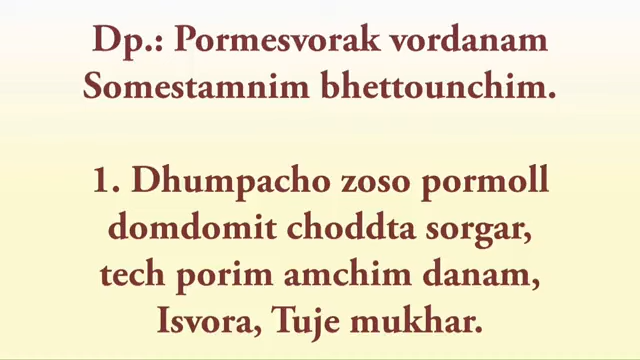 Dp.: Pormesvorak vordanam
Somestamnim bhettounchim.
1. Dhumpacho zoso pormoll
domdomit choddta sorgar,
tech porim amchim danam,
Isvora, Tuje mukhar.